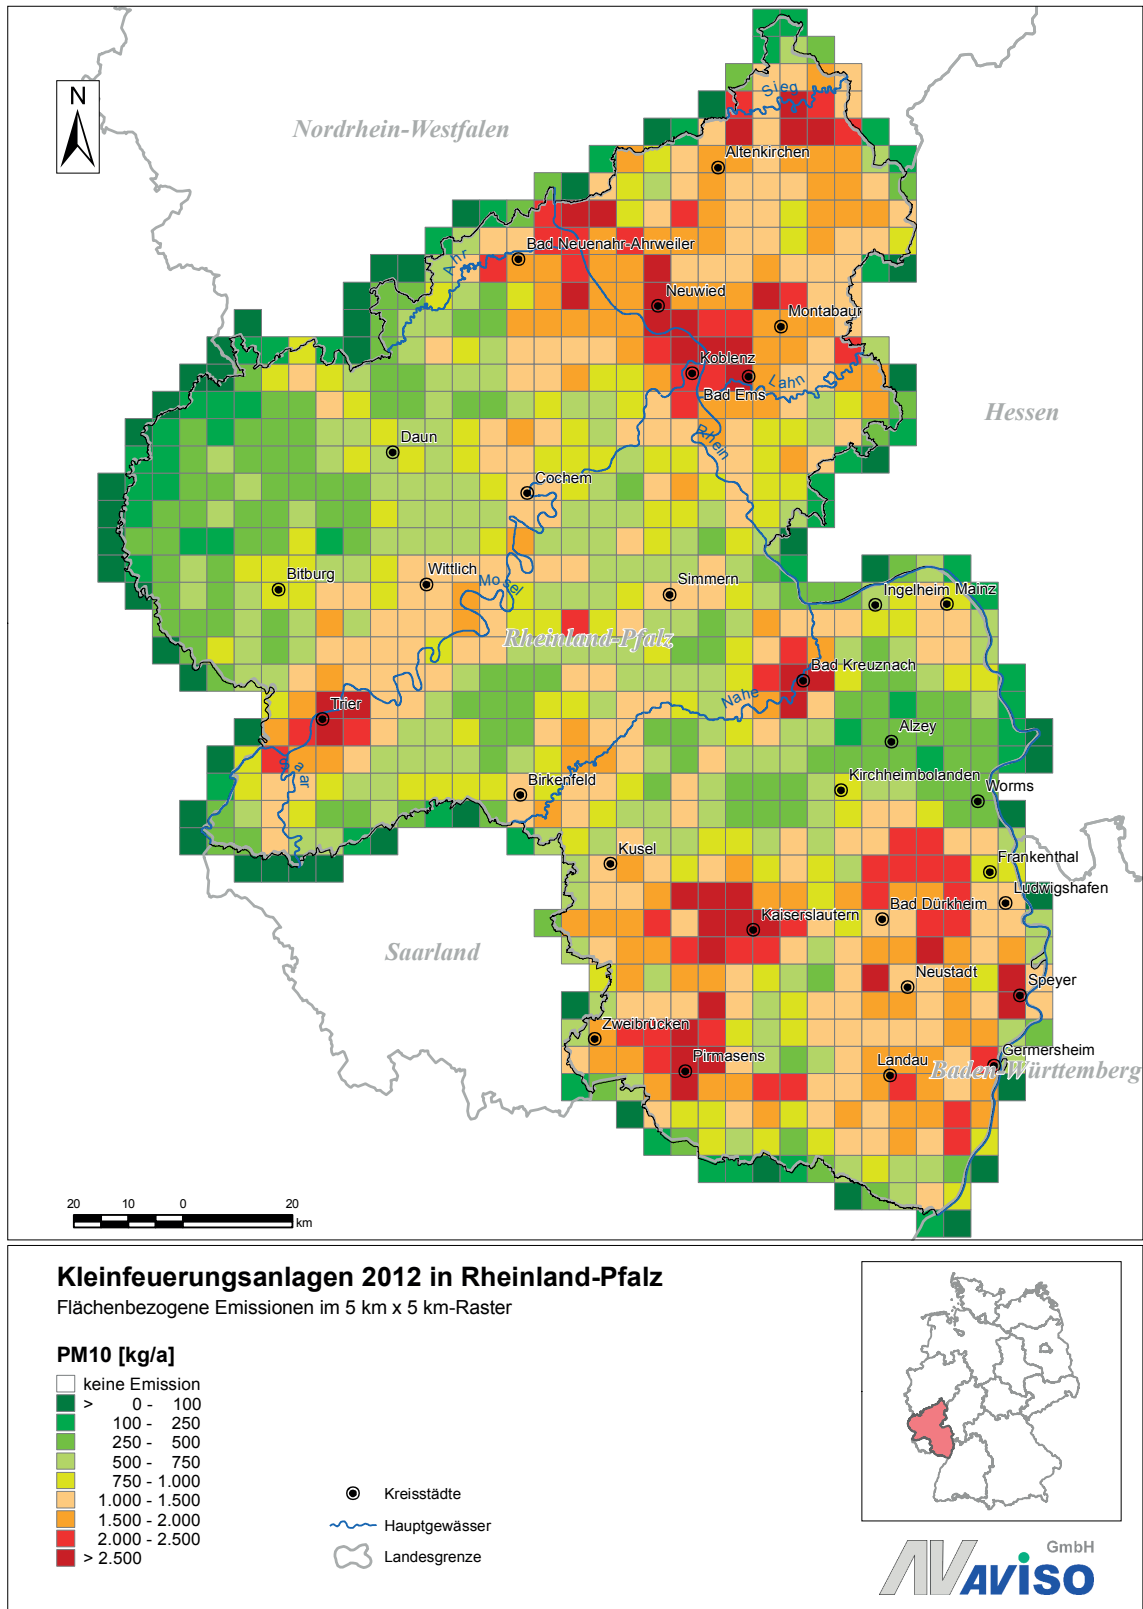 Nordrhein-Westfalen
N
Sieg
Altenkirchen
Bad Neuenahr-Ahrweiler
Ahr
Neuwied
Montabaur
Koblenz
Lahn
Bad Ems
Hessen
Rhein
Daun
Cochem
Bitburg
Wittlich
Mosel
Simmern
Ingelheim
Mainz
Rheinland-Pfalz
Bad Kreuznach
Trier
Nahe
Alzey
Saar
Birkenfeld
Kirchheimbolanden
Worms
Kusel
Frankenthal
Ludwigshafen
Kaiserslautern
Bad Dürkheim
Saarland
Neustadt
Speyer
Zweibrücken
Pirmasens
Landau
Germersheim
Baden-Württemberg
20 10 0 20
km
Kleinfeuerungsanlagen 2012 in Rheinland-Pfalz
Flächenbezogene Emissionen im 5 km x 5 km-Raster
PM10 [kg/a]
keine Emission
> 0 - 100
100 - 250
250 - 500
500 - 750
750 - 1.000
1.000 - 1.500
1.500 - 2.000
2.000 - 2.500
> 2.500
Kreisstädte
Hauptgewässer
Landesgrenze
GmbH
AVISO